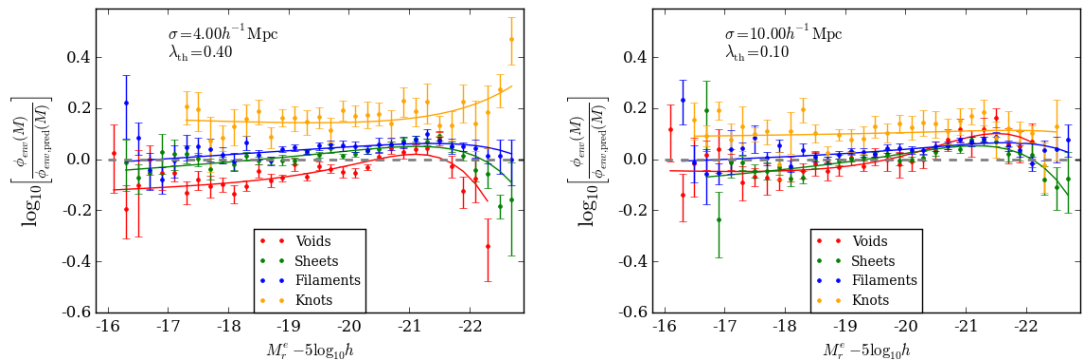 σ=4.00h⁻¹Mpc
λth=0.40
log10[φenv(M)/φenv,pred(M)]
0.4
0.2
0.0
-0.2
-0.4
-0.6
Voids
Sheets
Filaments
Knots
-16 -17 -18 -19 -20 -21 -22
Mʳᵉ −5log10h
σ=10.00h⁻¹Mpc
λth=0.10
log10[φenv(M)/φenv,pred(M)]
0.4
0.2
0.0
-0.2
-0.4
-0.6
Voids
Sheets
Filaments
Knots
-16 -17 -18 -19 -20 -21 -22
Mʳᵉ −5log10h